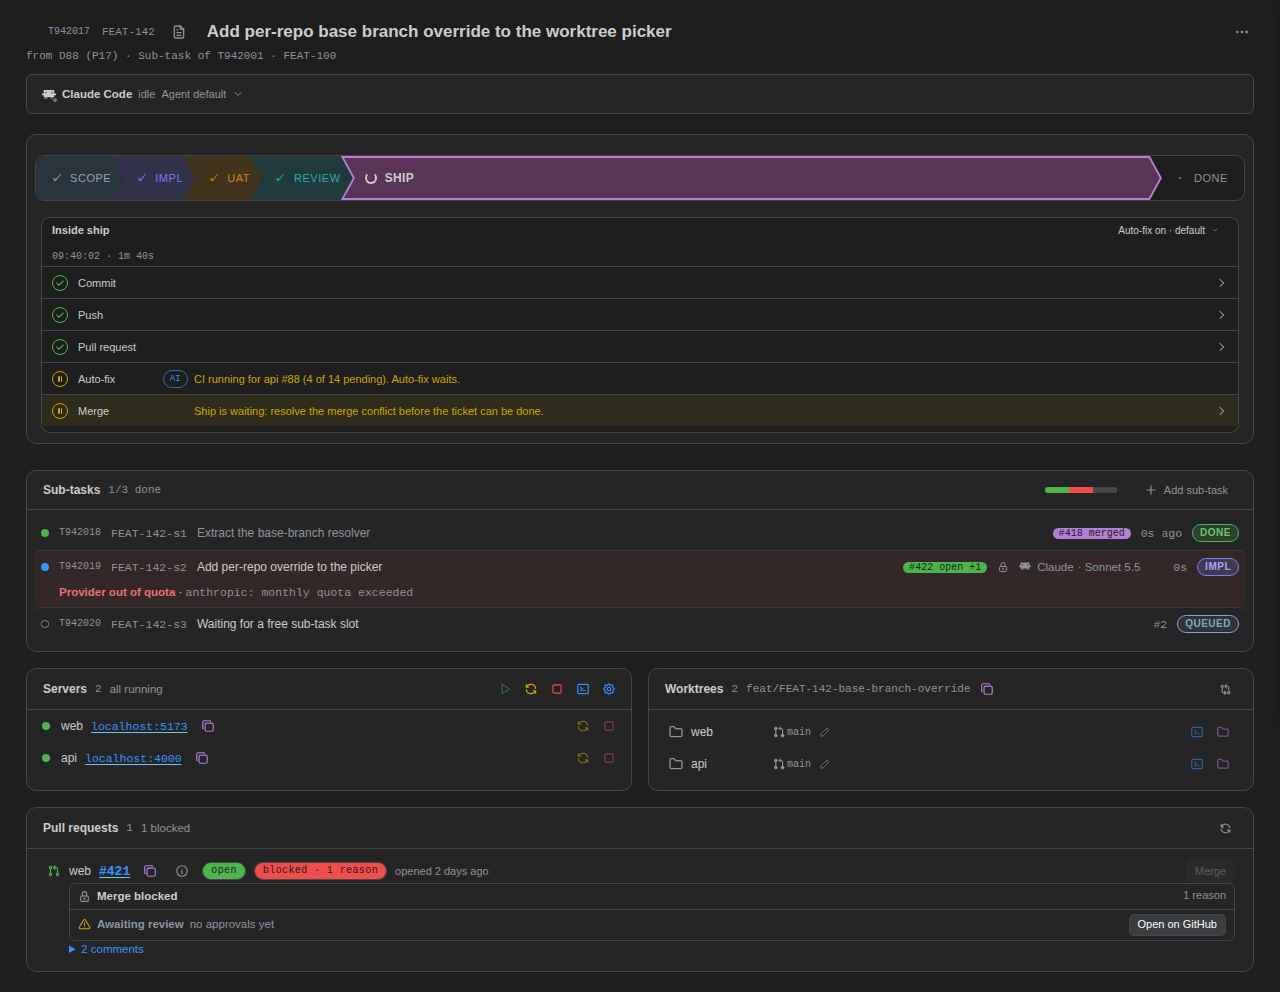 T942017 FEAT-142 Add per-repo base branch override to the worktree picker
from D88 (P17) · Sub-task of T942001 · FEAT-100
Claude Code idle Agent default
SCOPE IMPL UAT REVIEW SHIP DONE
Inside ship Auto-fix on · default
09:40:02 · 1m 40s
Commit
Push
Pull request
Auto-fix AI CI running for api #88 (4 of 14 pending). Auto-fix waits.
Merge Ship is waiting: resolve the merge conflict before the ticket can be done.
Sub-tasks 1/3 done Add sub-task
T942018 FEAT-142-s1 Extract the base-branch resolver #418 merged 0s ago DONE
T942019 FEAT-142-s2 Add per-repo override to the picker #422 open +1 Claude · Sonnet 5.5 0s IMPL
Provider out of quota · anthropic: monthly quota exceeded
T942020 FEAT-142-s3 Waiting for a free sub-task slot #2 QUEUED
Servers 2 all running
web localhost:5173
api localhost:4000
Worktrees 2 feat/FEAT-142-base-branch-override
web main
api main
Pull requests 1 1 blocked
web #421 open blocked · 1 reason opened 2 days ago Merge
Merge blocked 1 reason
Awaiting review no approvals yet Open on GitHub
2 comments